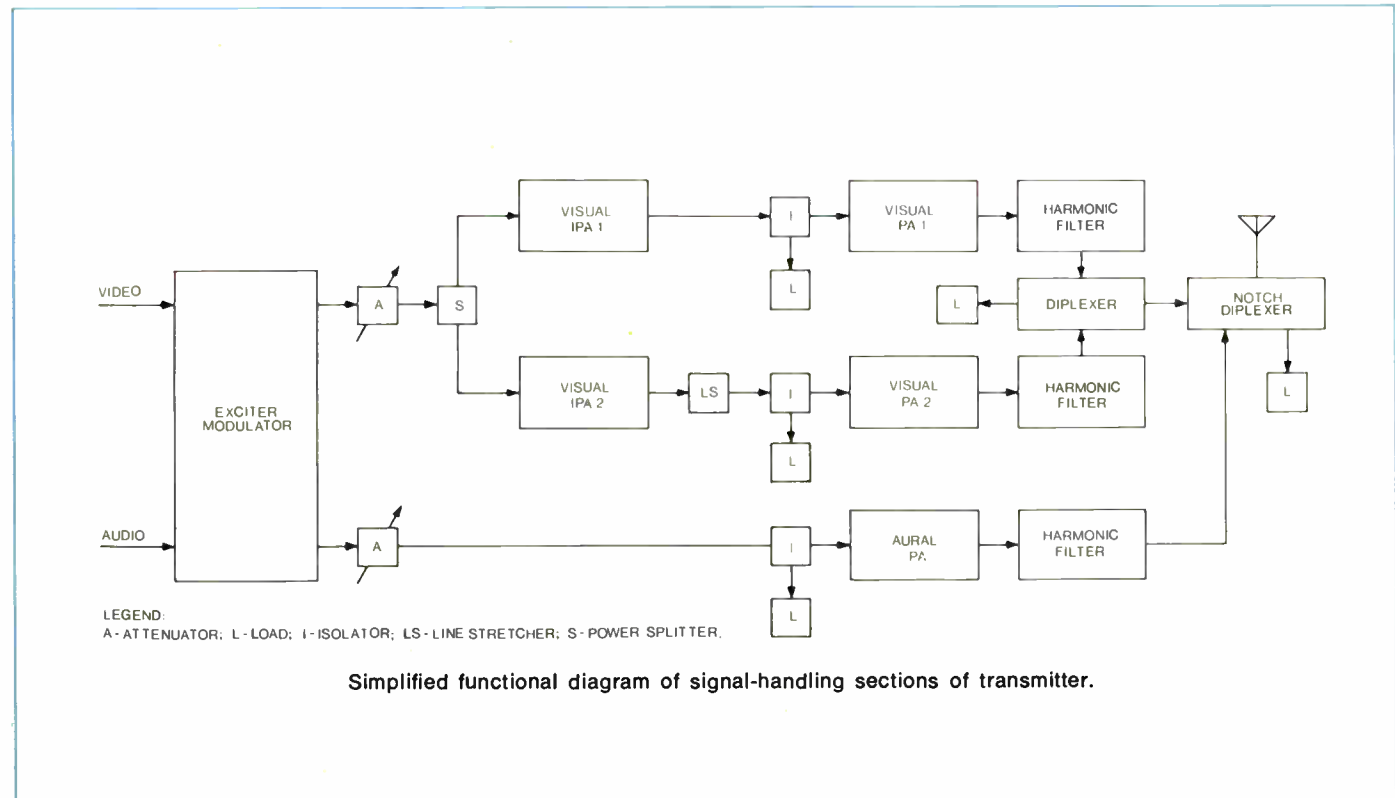 VISUAL
IPA 1
I
VISUAL
PA 1
HARMONIC
FILTER
L
VIDEO
A
S
L
DIPLEXER
NOTCH
DIPLEXER
EXCITER
MODULATOR
VISUAL
IPA 2
LS
I
VISUAL
PA 2
HARMONIC
FILTER
L
L
AUDIO
A
I
AURAL
PA
HARMONIC
FILTER
L
LEGEND:
A - ATTENUATOR; L - LOAD; I - ISOLATOR; LS - LINE STRETCHER; S - POWER SPLITTER.
Simplified functional diagram of signal-handling sections of transmitter.